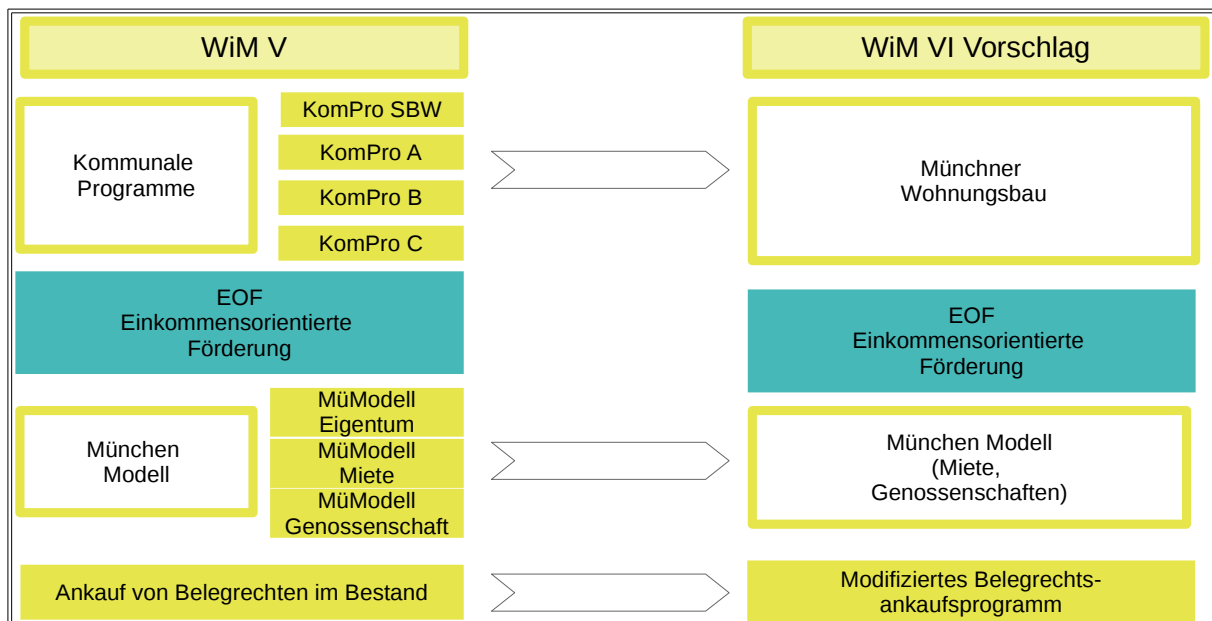 WiM V
WiM VI Vorschlag
Kommunale
Programme
KomPro SBW
KomPro A
KomPro B
KomPro C
Münchner
Wohnungsbau
EOF
Einkommensorientierte
Förderung
EOF
Einkommensorientierte
Förderung
München
Modell
MüModell
Eigentum
MüModell
Miete
MüModell
Genossenschaft
München Modell
(Miete,
Genossenschaften)
Ankauf von Belegrechten im Bestand
Modifiziertes Belegrechts-
ankaufsprogramm